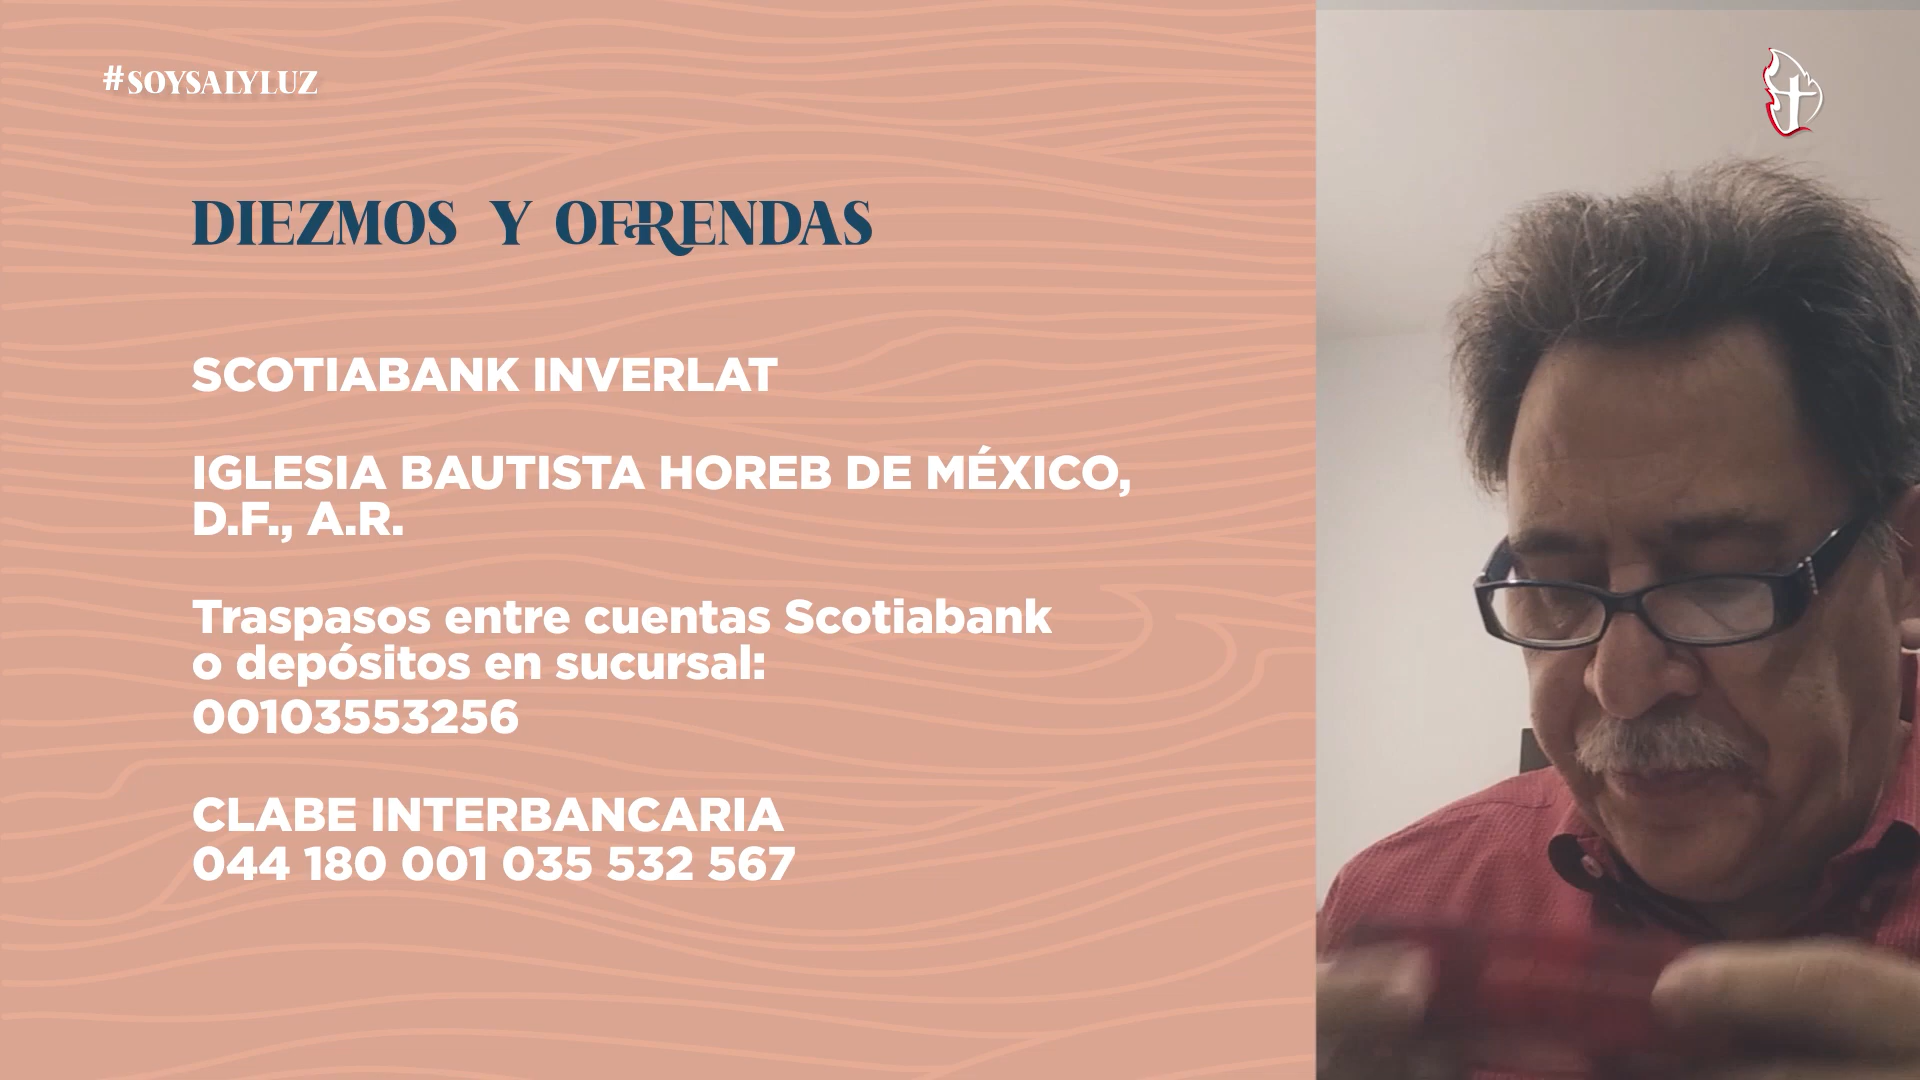 #SOYSALYLUZ
DIEZMOS Y OFRENDAS
SCOTIABANK INVERLAT
IGLESIA BAUTISTA HOREB DE MÉXICO,
D.F., A.R.
Traspasos entre cuentas Scotiabank
o depósitos en sucursal:
00103553256
CLABE INTERBANCARIA
044 180 001 035 532 567